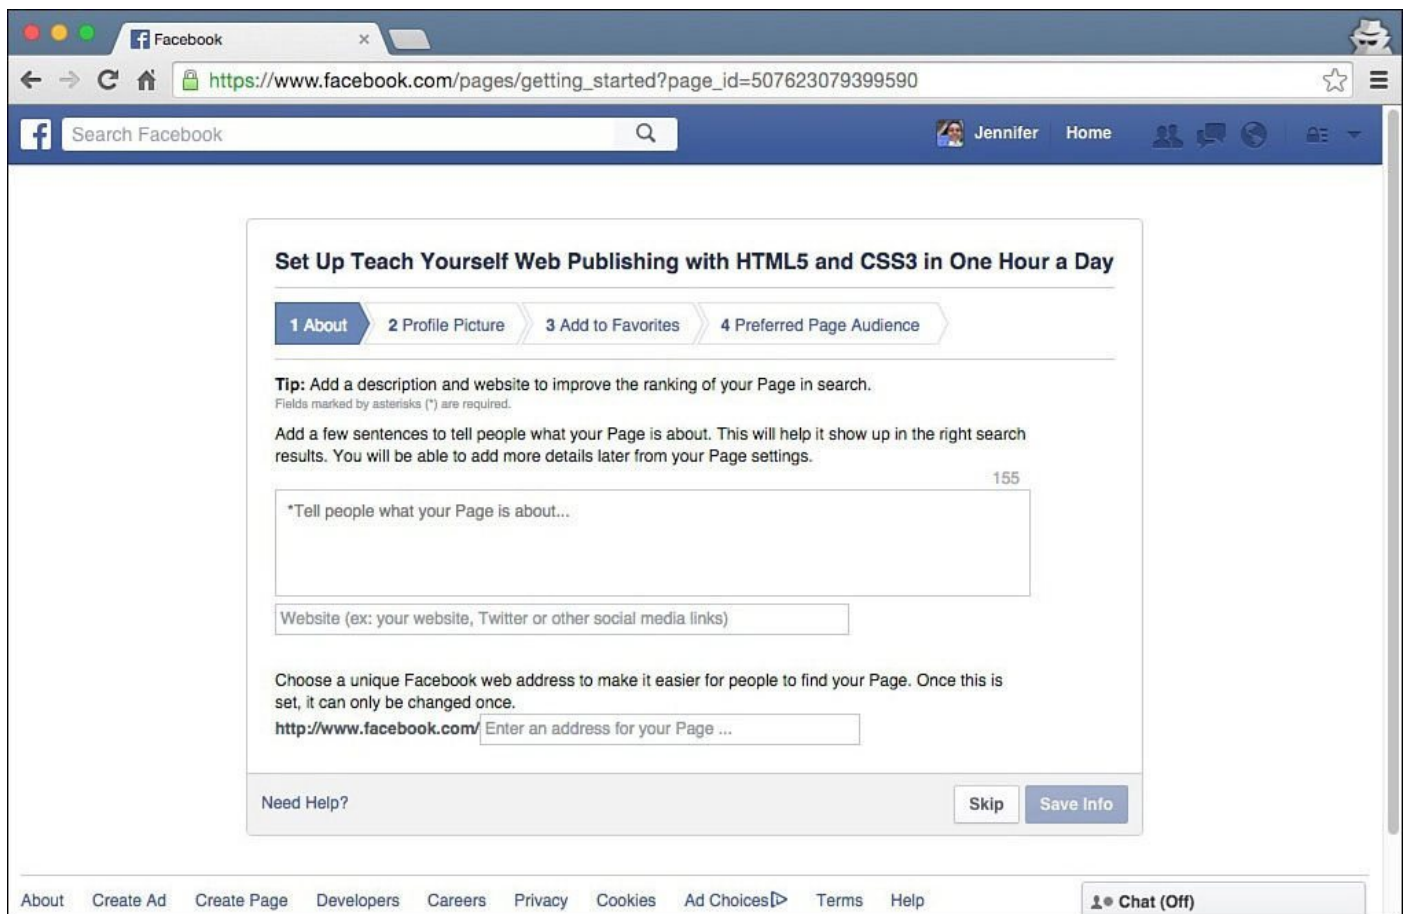 Facebook
https://www.facebook.com/pages/getting_started?page_id=507623079399590
Search Facebook
Jennifer Home
Set Up Teach Yourself Web Publishing with HTML5 and CSS3 in One Hour a Day
1 About 2 Profile Picture 3 Add to Favorites 4 Preferred Page Audience
Tip: Add a description and website to improve the ranking of your Page in search.
Fields marked by asterisks (*) are required.
Add a few sentences to tell people what your Page is about. This will help it show up in the right search
results. You will be able to add more details later from your Page settings.
155
*Tell people what your Page is about...
Website (ex: your website, Twitter or other social media links)
Choose a unique Facebook web address to make it easier for people to find your Page. Once this is
set, it can only be changed once.
http://www.facebook.com/ Enter an address for your Page ...
Need Help? Skip Save Info
About Create Ad Create Page Developers Careers Privacy Cookies Ad Choices Terms Help Chat (Off)